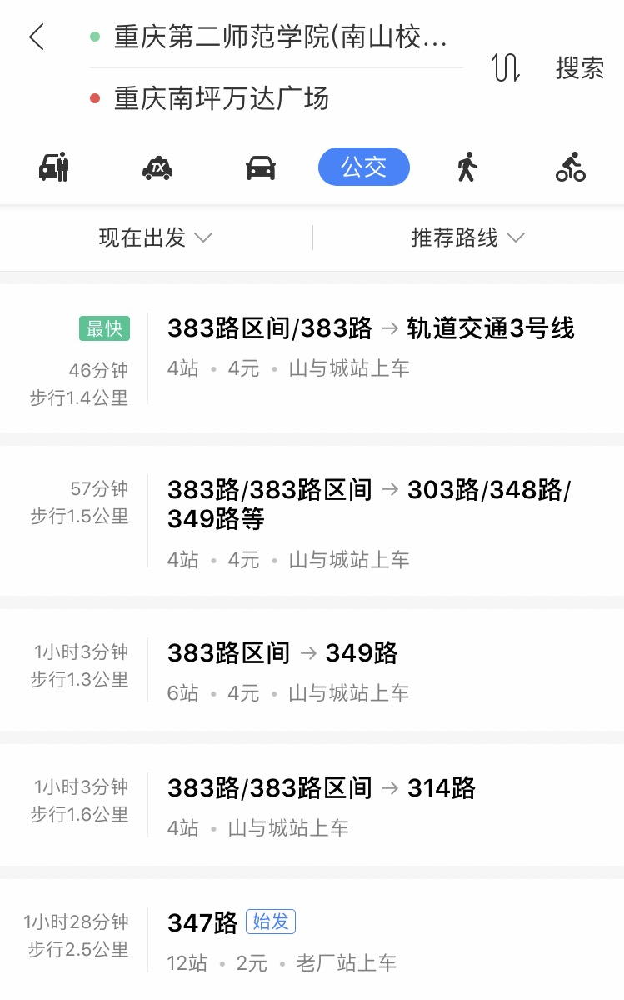 重庆第二师范学院(南山校...
搜索
重庆南坪万达广场
TX
公交
现在出发
推荐路线
最快
383路区间/383路 → 轨道交通3号线
46分钟
4站 • 4元 • 山与城站上车
步行1.4公里
57分钟
383路/383路区间 → 303路/348路/
349路等
步行1.5公里
4站 • 4元 • 山与城站上车
1小时3分钟
383路区间 → 349路
步行1.3公里
6站 • 4元 • 山与城站上车
1小时3分钟
383路/383路区间 → 314路
步行1.6公里
4站 • 山与城站上车
1小时28分钟
347路 始发
步行2.5公里
12站 • 2元 • 老厂站上车